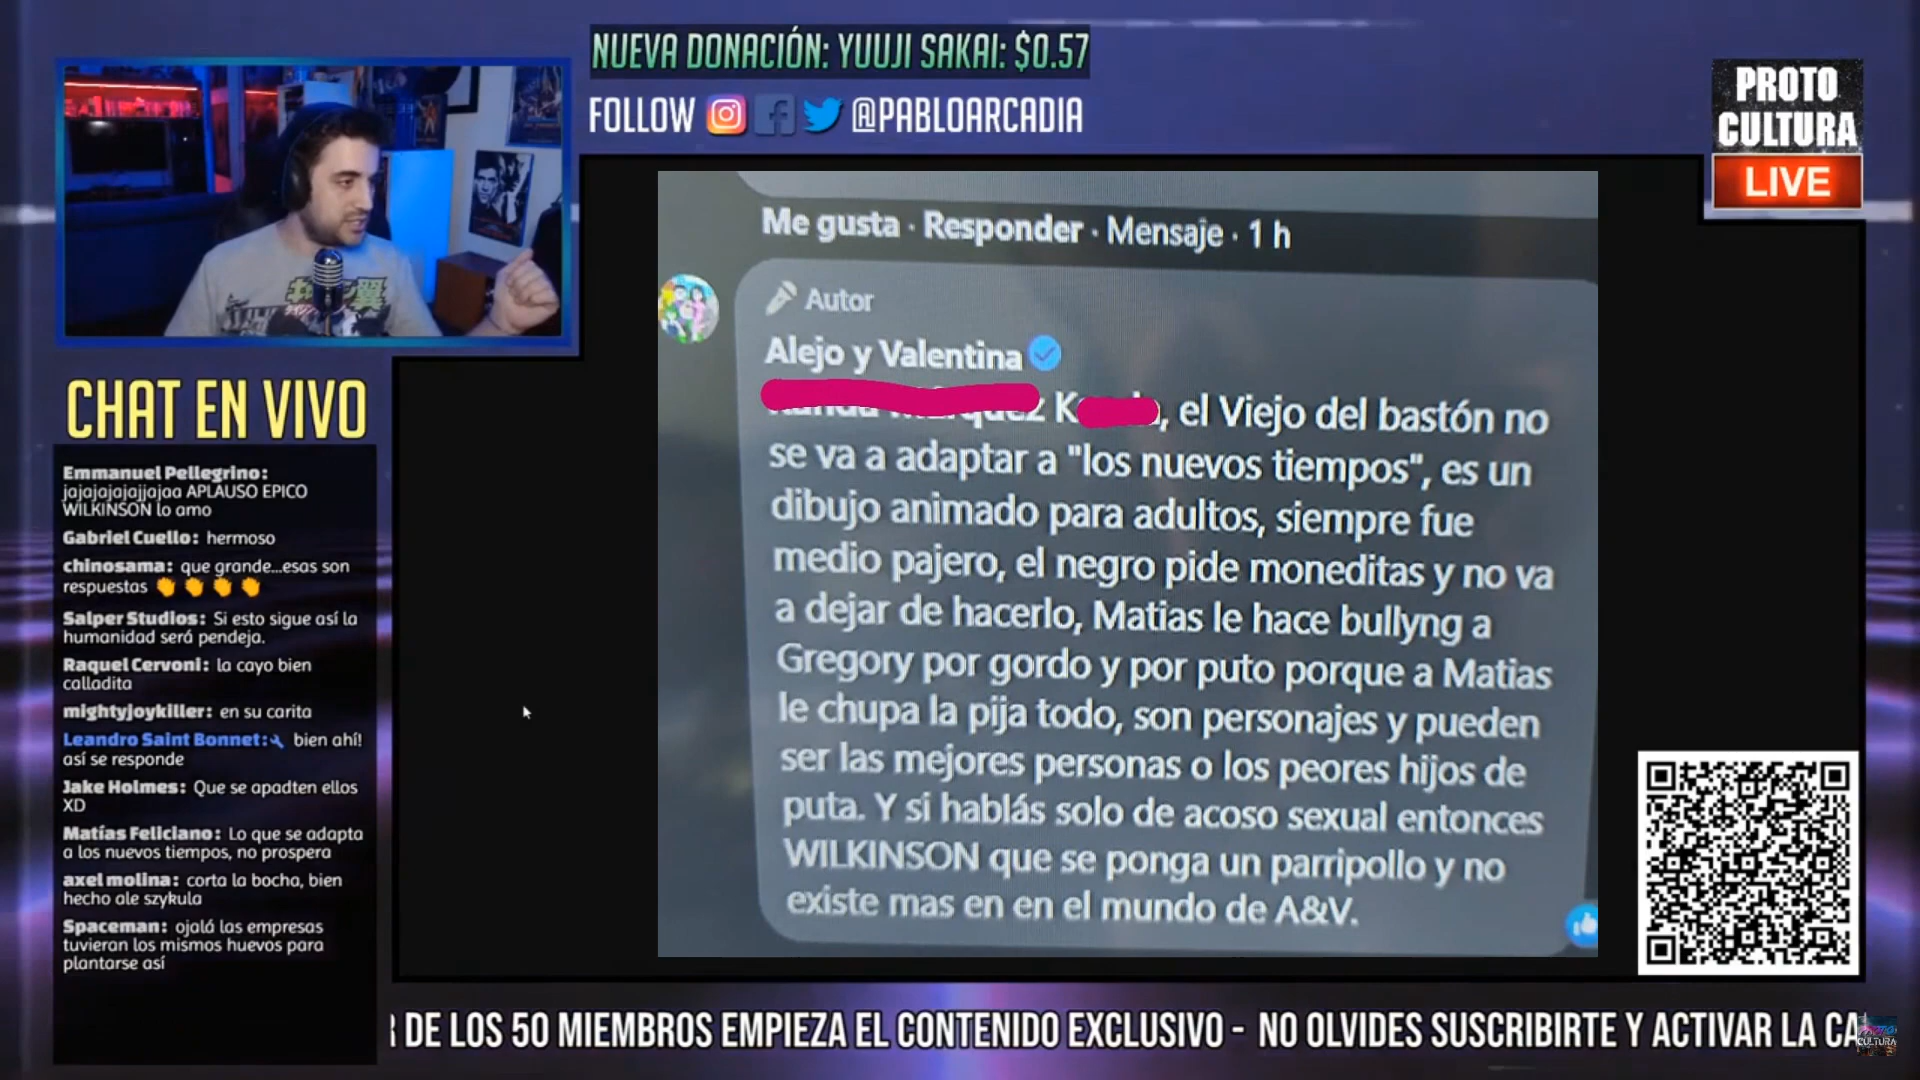 NUEVA DONACIÓN: YUUJI SAKAI: $0.57
FOLLOW @PABLOARCADIA
PROTO
CULTURA
LIVE
Me gusta · Responder · Mensaje · 1 h
Autor
Alejo y Valentina
K, el Viejo del bastón no
se va a adaptar a "los nuevos tiempos", es un
dibujo animado para adultos, siempre fue
medio pajero, el negro pide moneditas y no va
a dejar de hacerlo, Matias le hace bullyng a
Gregory por gordo y por puto porque a Matias
le chupa la pija todo, son personajes y pueden
ser las mejores personas o los peores hijos de
puta. Y si hablás solo de acoso sexual entonces
WILKINSON que se ponga un parripollo y no
existe mas en en el mundo de A&V.
CHAT EN VIVO
Emmanuel Pellegrino:
jajajajajajjajaa APLAUSO EPICO
WILKINSON lo amo
Gabriel Cuello: hermoso
chinosama: que grande...esas son
respuestas 👏 👏 👏 👏
Salper Studios: Si esto sigue así la
humanidad será pendeja.
Raquel Cervoni: la cayo bien
calladita
mightyjoykiller: en su carita
Leandro Saint Bonnet: bien ahí!
así se responde
Jake Holmes: Que se apadten ellos
XD
Matías Feliciano: Lo que se adapta
a los nuevos tiempos, no prospera
axel molina: corta la bocha, bien
hecho ale szykula
Spaceman: ojalá las empresas
tuvieran los mismos huevos para
plantarse así
R DE LOS 50 MIEMBROS EMPIEZA EL CONTENIDO EXCLUSIVO - NO OLVIDES SUSCRIBIRTE Y ACTIVAR LA CA
CULTURA